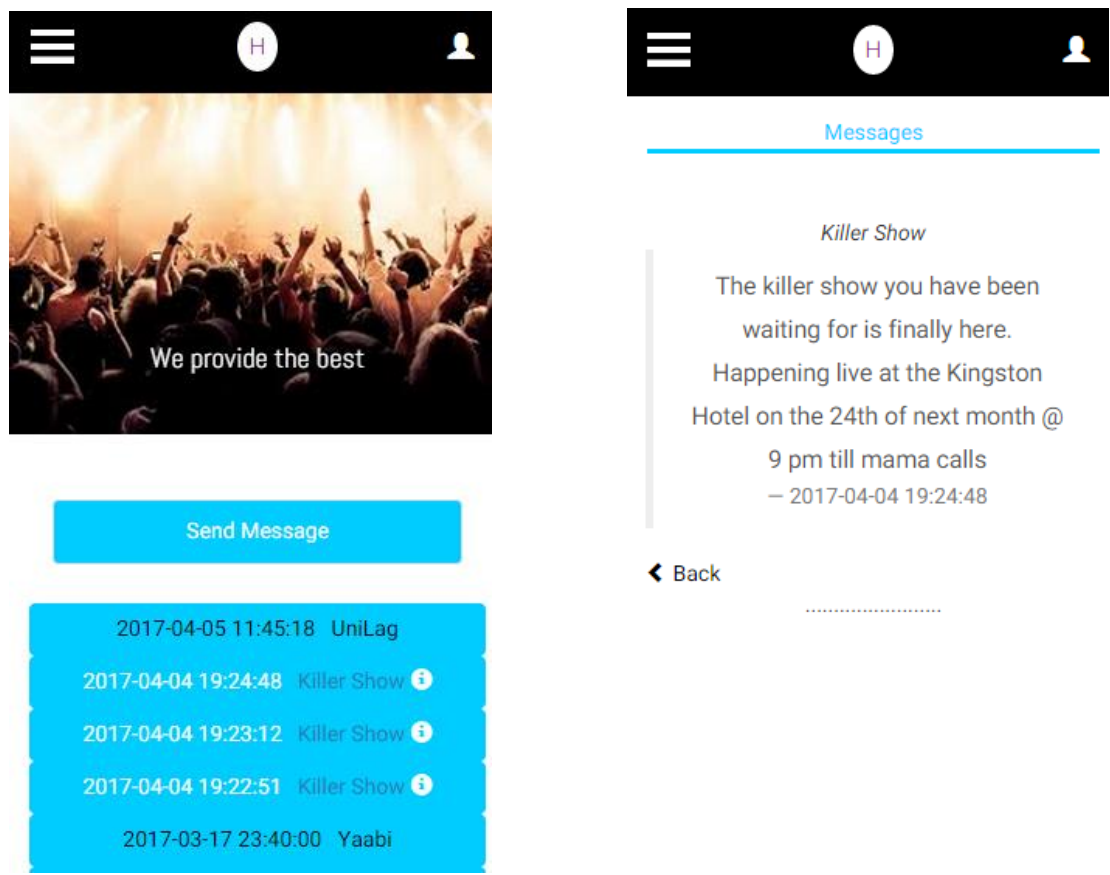 H
We provide the best
Send Message
2017-04-05 11:45:18 UniLag
2017-04-04 19:24:48 Killer Show
2017-04-04 19:23:12 Killer Show
2017-04-04 19:22:51 Killer Show
2017-03-17 23:40:00 Yaabi
H
Messages
Killer Show
The killer show you have been
waiting for is finally here.
Happening live at the Kingston
Hotel on the 24th of next month @
9 pm till mama calls
— 2017-04-04 19:24:48
Back
........................